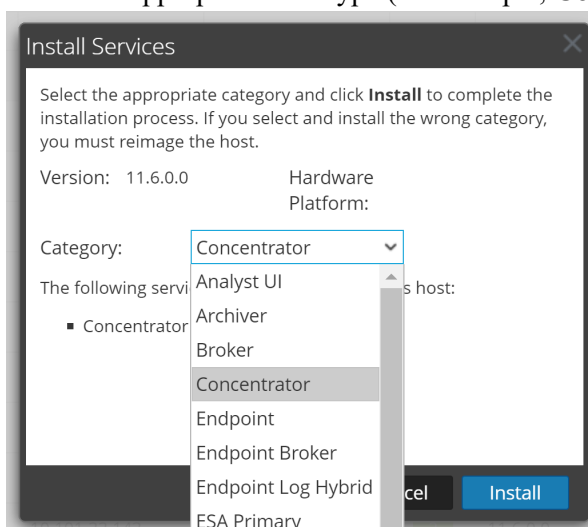 Install Services
Select the appropriate category and click Install to complete the
installation process. If you select and install the wrong category,
you must reimage the host.
Version: 11.6.0.0 Hardware
Platform:
Category: Concentrator
Analyst UI
The following servi s host:
Archiver
▪ Concentrator
Broker
Concentrator
Endpoint
Endpoint Broker
Endpoint Log Hybrid
cel Install
ESA Primary